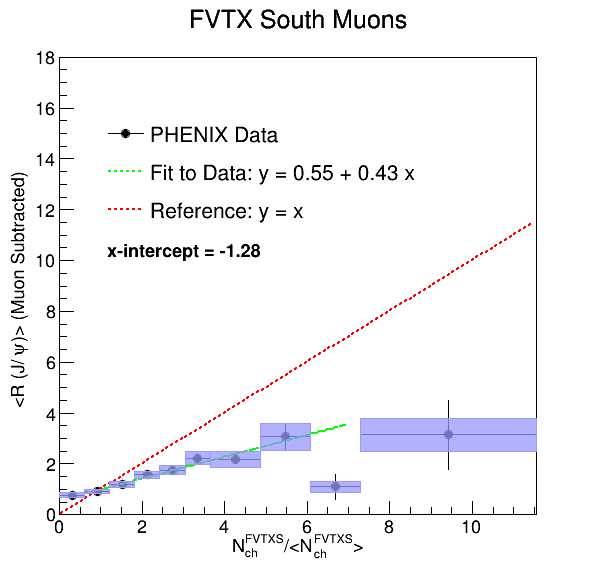 FVTX South Muons
<R (J/ψ)> (Muon Subtracted)
18
16
14
12
10
8
6
4
2
0
PHENIX Data
Fit to Data: y = 0.55 + 0.43 x
Reference: y = x
x-intercept = -1.28
0 2 4 6 8 10
N_ch^FVTXS/<N_ch^FVTXS>